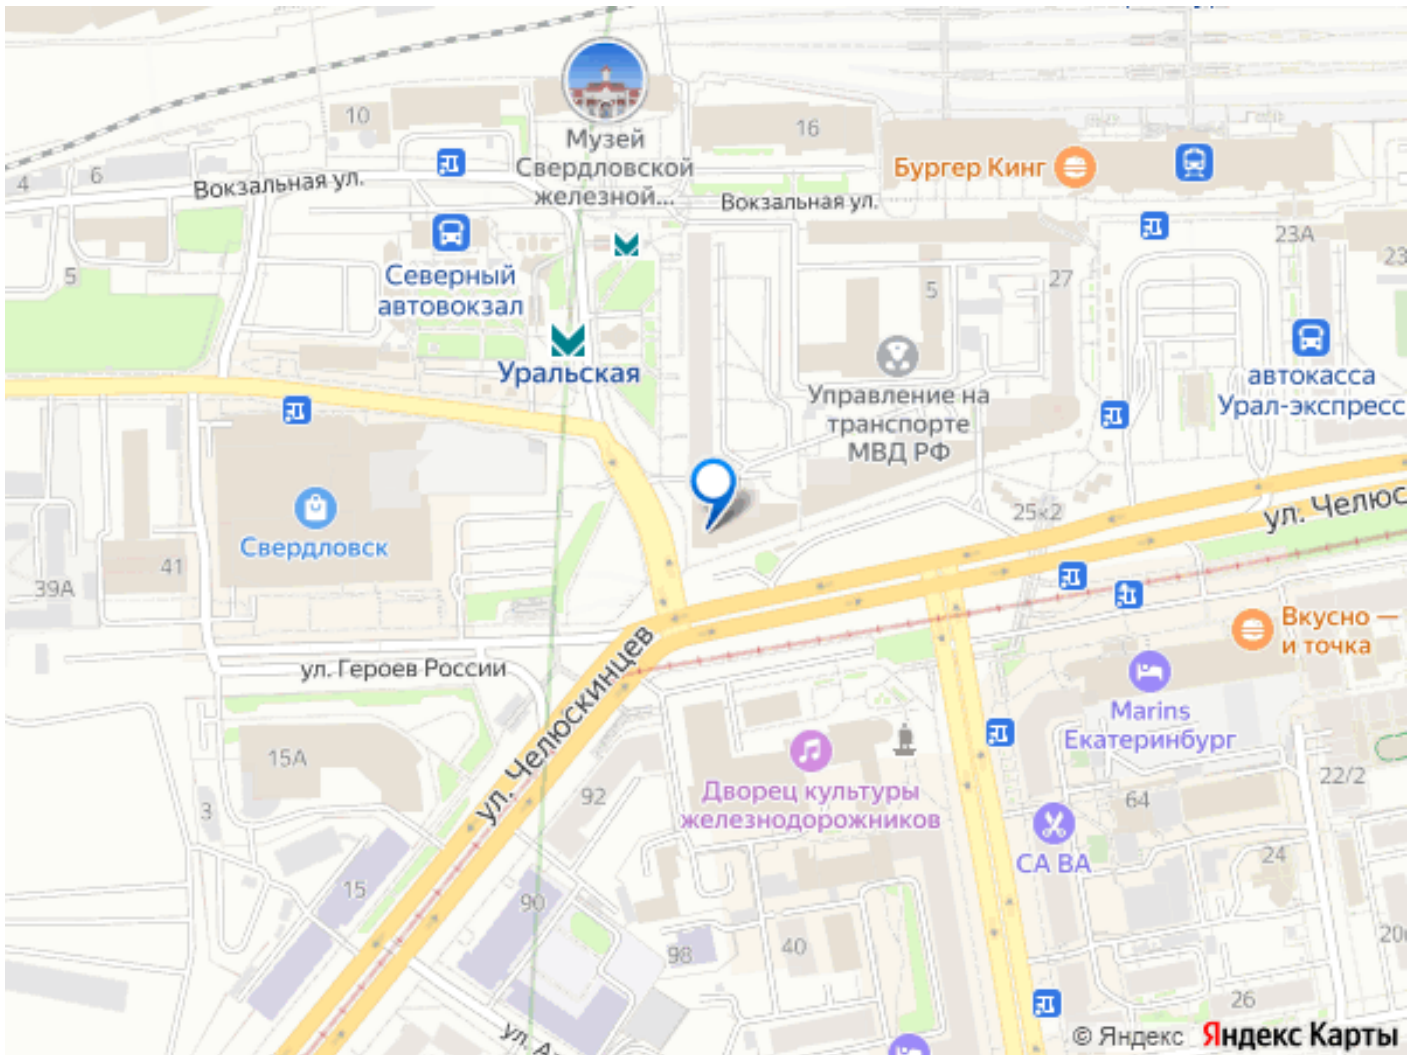 10
16
Музей
Свердловской
железной...
Бургер Кинг
4
6
Вокзальная ул.
Вокзальная ул.
23А
23
5
Северный
автовокзал
27
5
Уральская
Управление на
транспорте
МВД РФ
автокасса
Урал-экспресс
25к2
ул. Челюс
Свердловск
41
39А
ул. Героев России
ул. Челюскинцев
Вкусно —
и точка
Marins
Екатеринбург
15А
3
92
Дворец культуры
железнодорожников
22/2
64
СА ВА
24
15
90
98
40
20
26
ул. А
© Яндекс Яндекс Карты